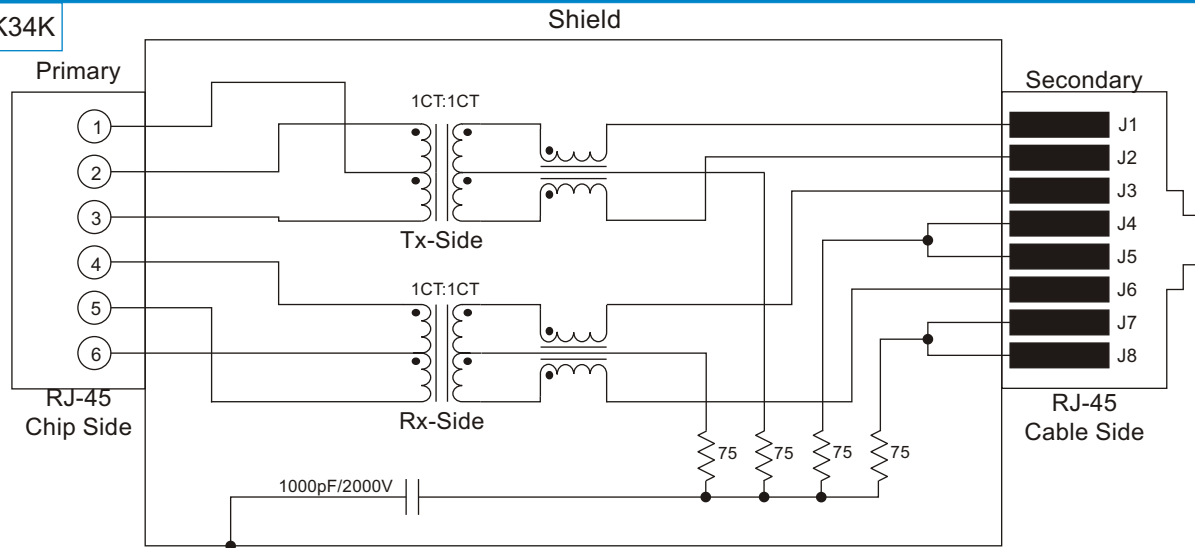 K34K
Shield
Primary
Secondary
1CT:1CT
1
2
3
4
5
6
J1
J2
J3
J4
J5
J6
J7
J8
Tx-Side
1CT:1CT
Rx-Side
RJ-45
Chip Side
RJ-45
Cable Side
75
75
75
75
1000pF/2000V